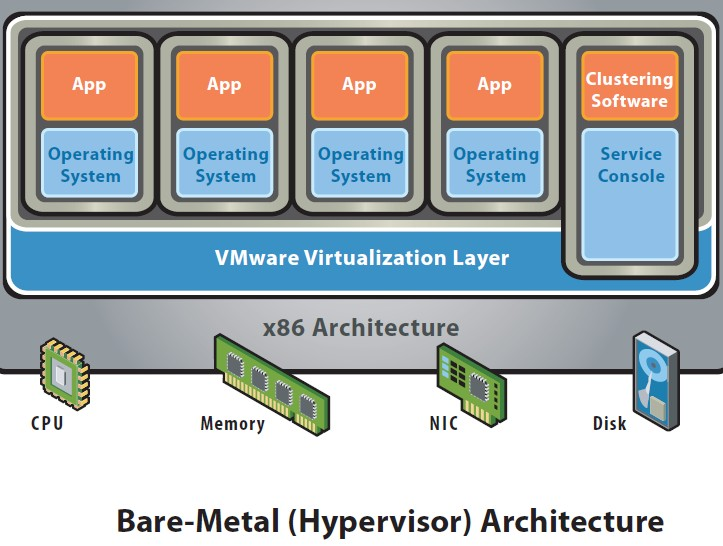 App
App
App
App
Clustering
Software
Operating
System
Operating
System
Operating
System
Operating
System
Service
Console
VMware Virtualization Layer
x86 Architecture
CPU
Memory
NIC
Disk
Bare-Metal (Hypervisor) Architecture